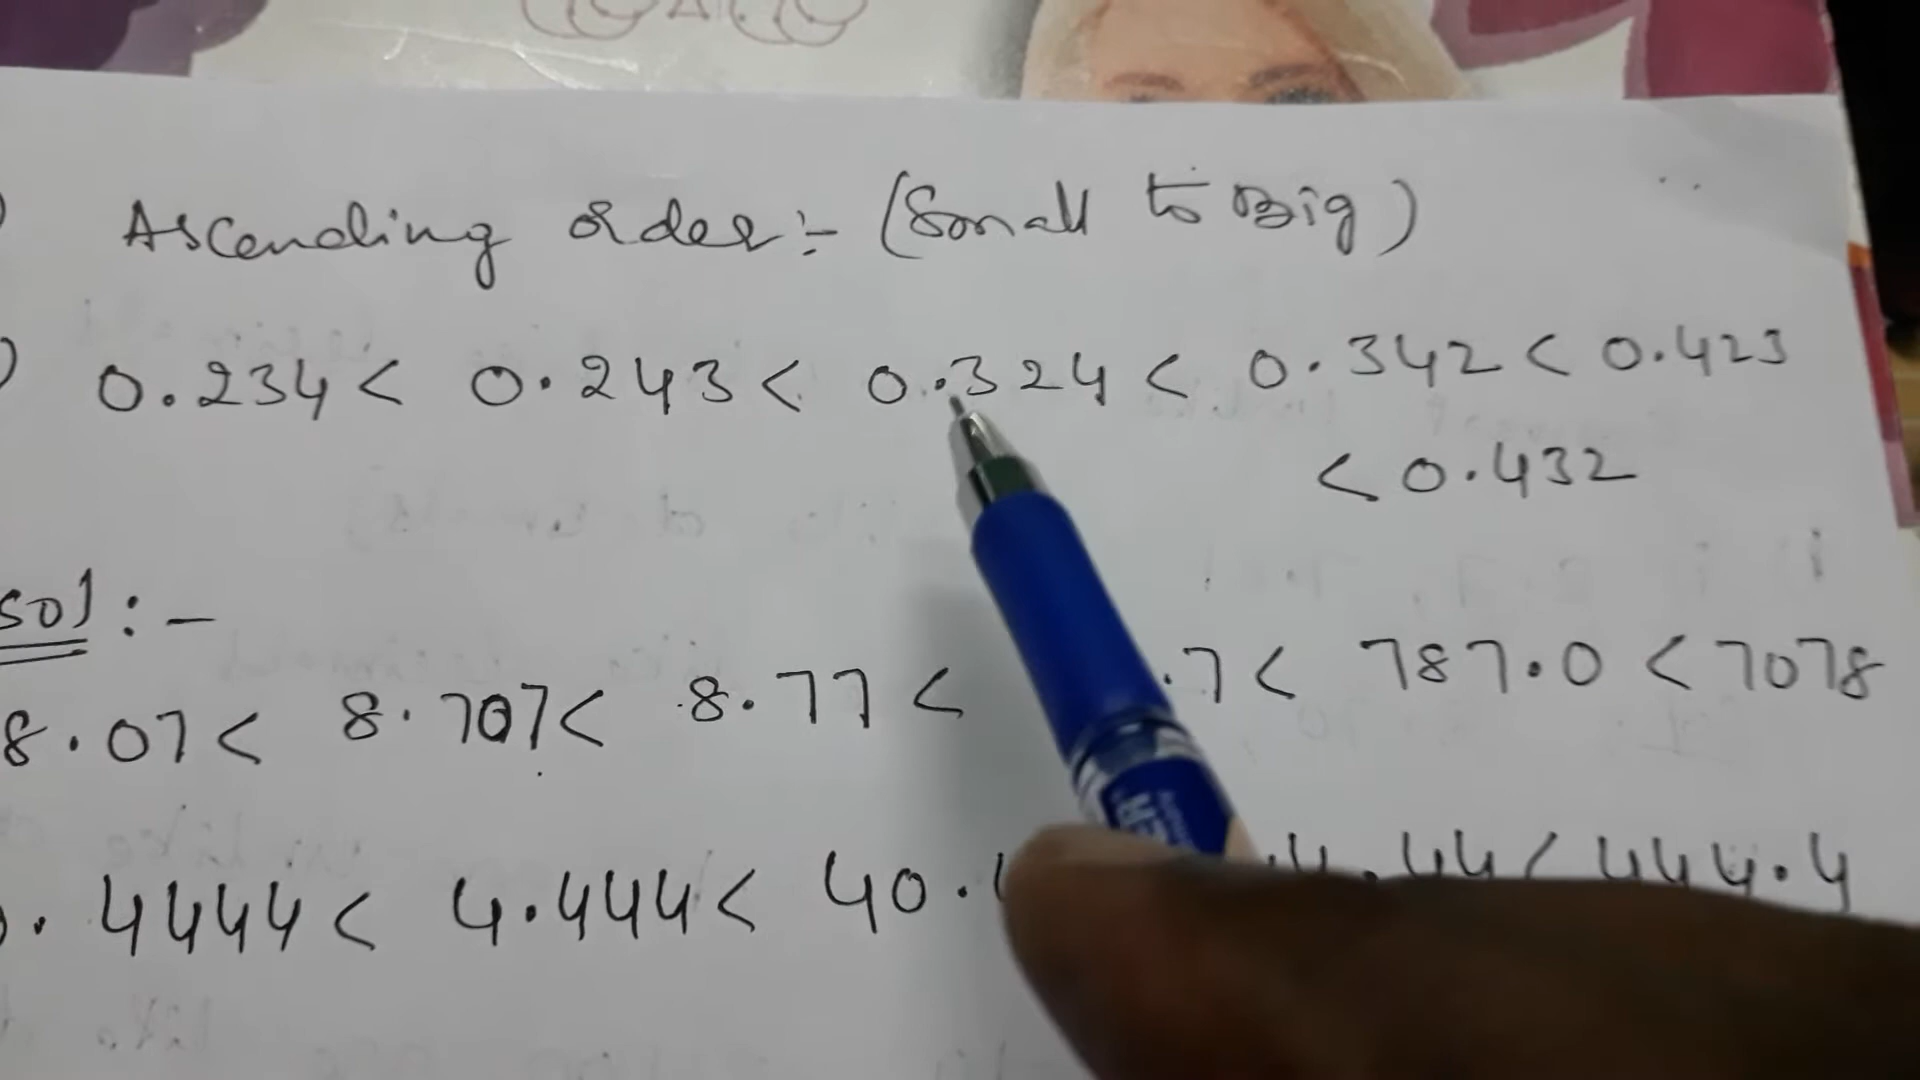 Ascending order:- (Small to Big)
0.234 < 0.243 < 0.324 < 0.342 < 0.423
< 0.432
sol:-
8.07 < 8.707 < 8.77 < .7 < 787.0 < 7078
. 4444 < 4.444 < 40. 4.44 < 444.4